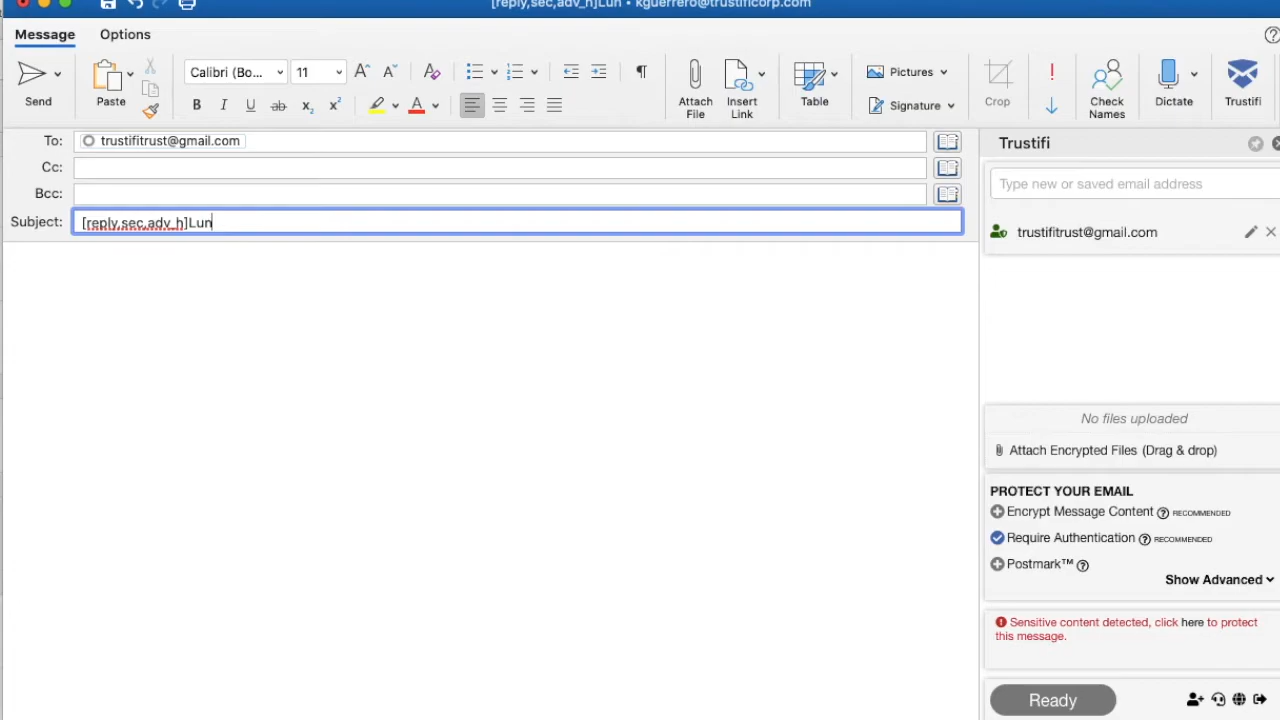 [reply,sec,adv_h]Lun • kguerrero@trustificorp.com
Message Options
Send
Paste
Calibri (Bo... 11
B I U ab x₂ x²
A
Attach File
Insert Link
Table
Pictures
Signature
Crop
Check Names
Dictate
Trustifi
To: trustifitrust@gmail.com
Cc:
Bcc:
Subject: [reply,sec,adv_h]Lun
Trustifi
Type new or saved email address
trustifitrust@gmail.com
No files uploaded
Attach Encrypted Files (Drag & drop)
PROTECT YOUR EMAIL
Encrypt Message Content ? RECOMMENDED
Require Authentication ? RECOMMENDED
Postmark™ ?
Show Advanced
Sensitive content detected, click here to protect
this message.
Ready